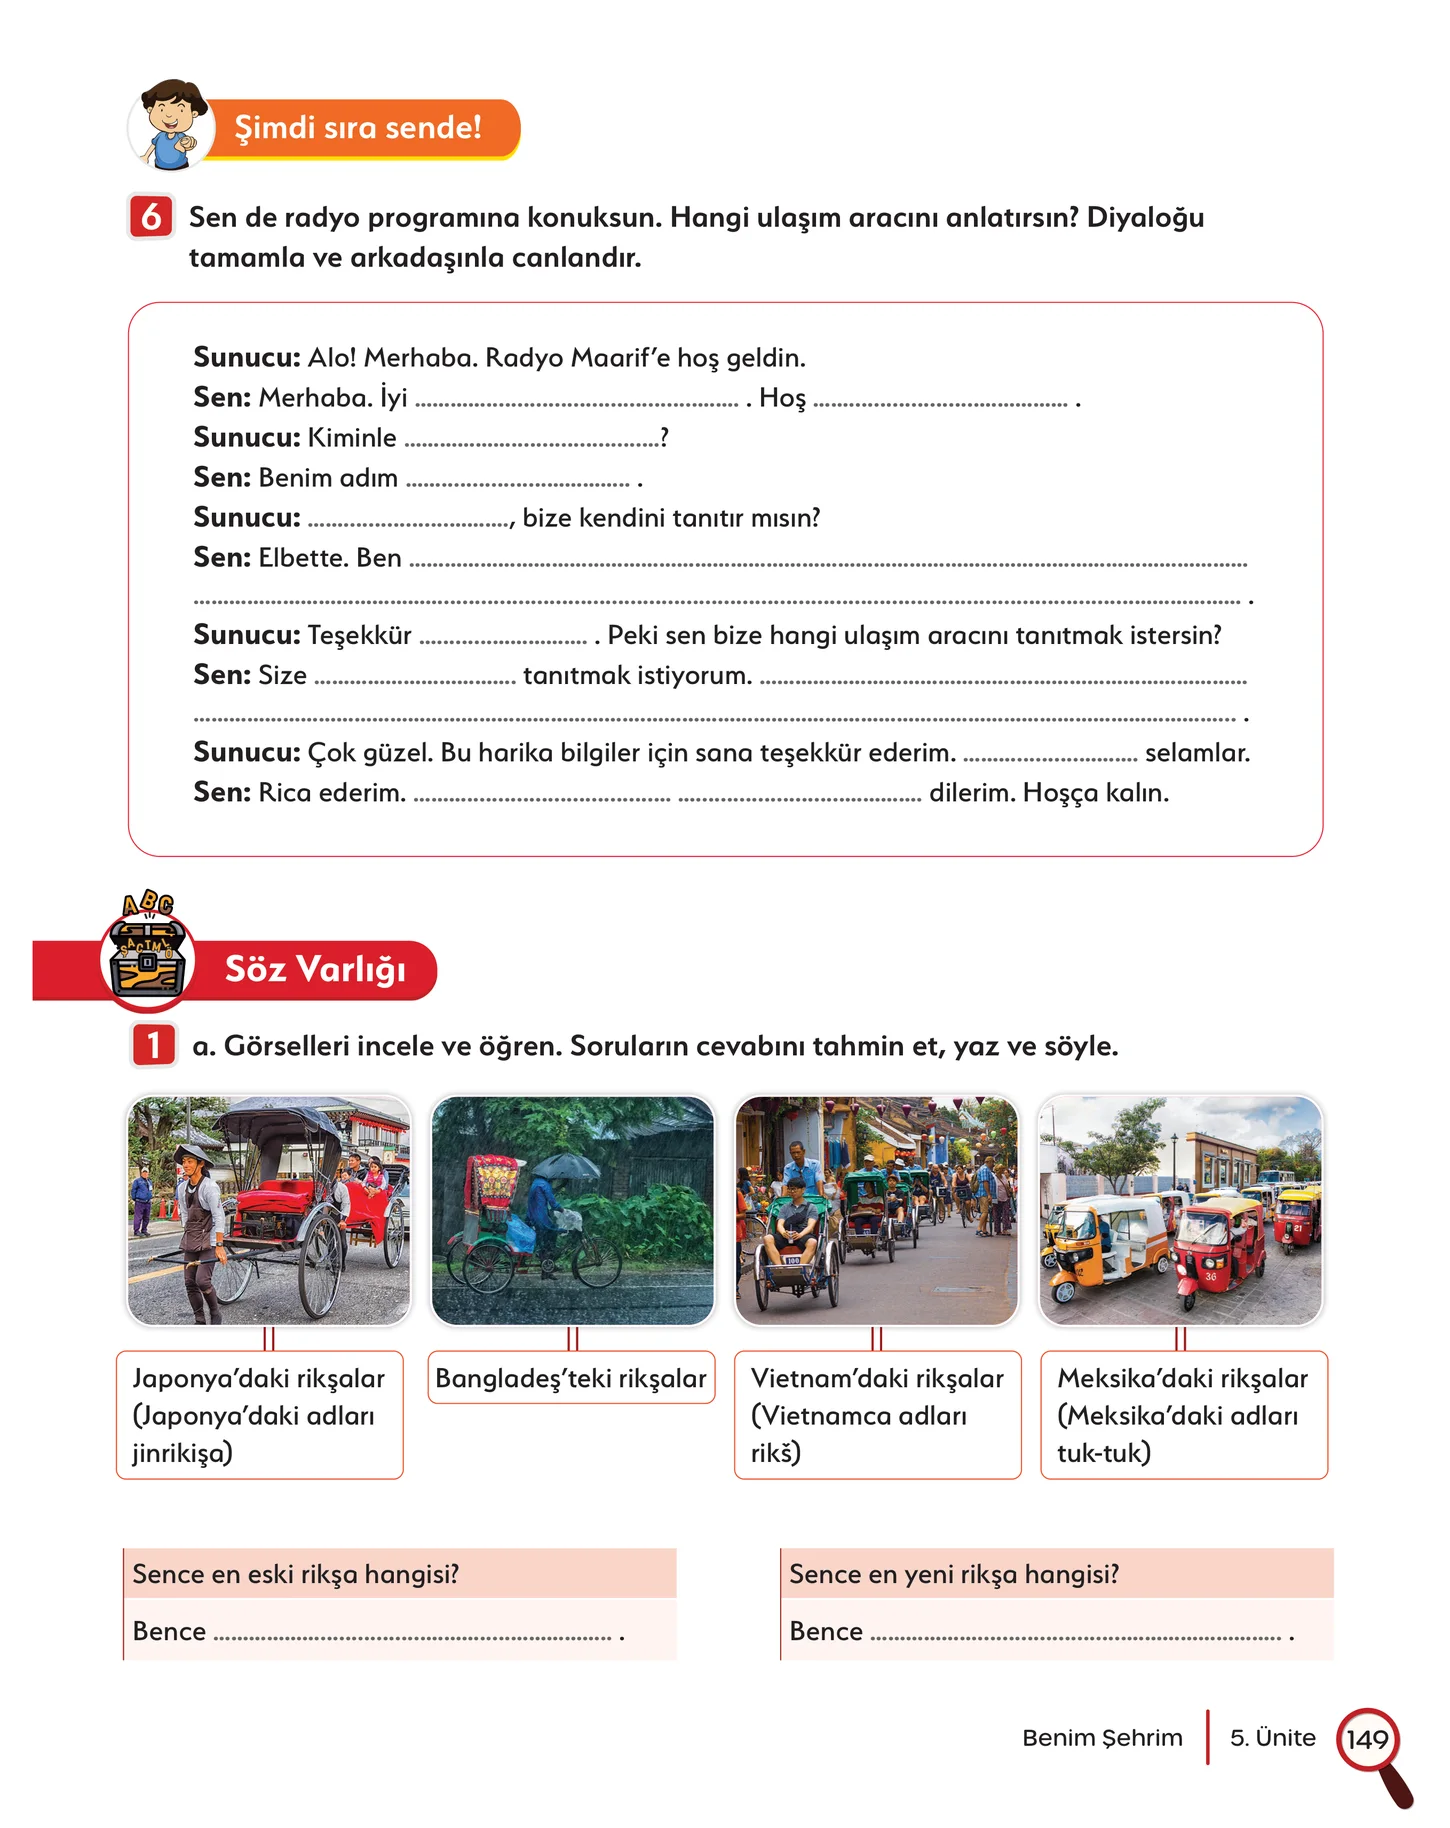 Şimdi sıra sende!
6 Sen de radyo programına konuksun. Hangi ulaşım aracını anlatırsın? Diyaloğu
tamamla ve arkadaşınla canlandır.
Sunucu: Alo! Merhaba. Radyo Maarif’e hoş geldin.
Sen: Merhaba. İyi ...................................................... . Hoş ........................................... .
Sunucu: Kiminle ...........................................?
Sen: Benim adım ...................................... .
Sunucu: .................................., bize kendini tanıtır mısın?
Sen: Elbette. Ben ..............................................................................................................................................
................................................................................................................................................................................. .
Sunucu: Teşekkür ............................ . Peki sen bize hangi ulaşım aracını tanıtmak istersin?
Sen: Size .................................. tanıtmak istiyorum. ..................................................................................
................................................................................................................................................................................ .
Sunucu: Çok güzel. Bu harika bilgiler için sana teşekkür ederim. .............................. selamlar.
Sen: Rica ederim. ........................................... ......................................... dilerim. Hoşça kalın.
A B C
Söz Varlığı
1 a. Görselleri incele ve öğren. Soruların cevabını tahmin et, yaz ve söyle.
100
36
21
Japonya’daki rikşalar
(Japonya’daki adları
jinrikişa)
Bangladeş’teki rikşalar
Vietnam’daki rikşalar
(Vietnamca adları
rikš)
Meksika’daki rikşalar
(Meksika’daki adları
tuk-tuk)
Sence en eski rikşa hangisi?
Bence ................................................................... .
Sence en yeni rikşa hangisi?
Bence ..................................................................... .
Benim Şehrim | 5. Ünite 149